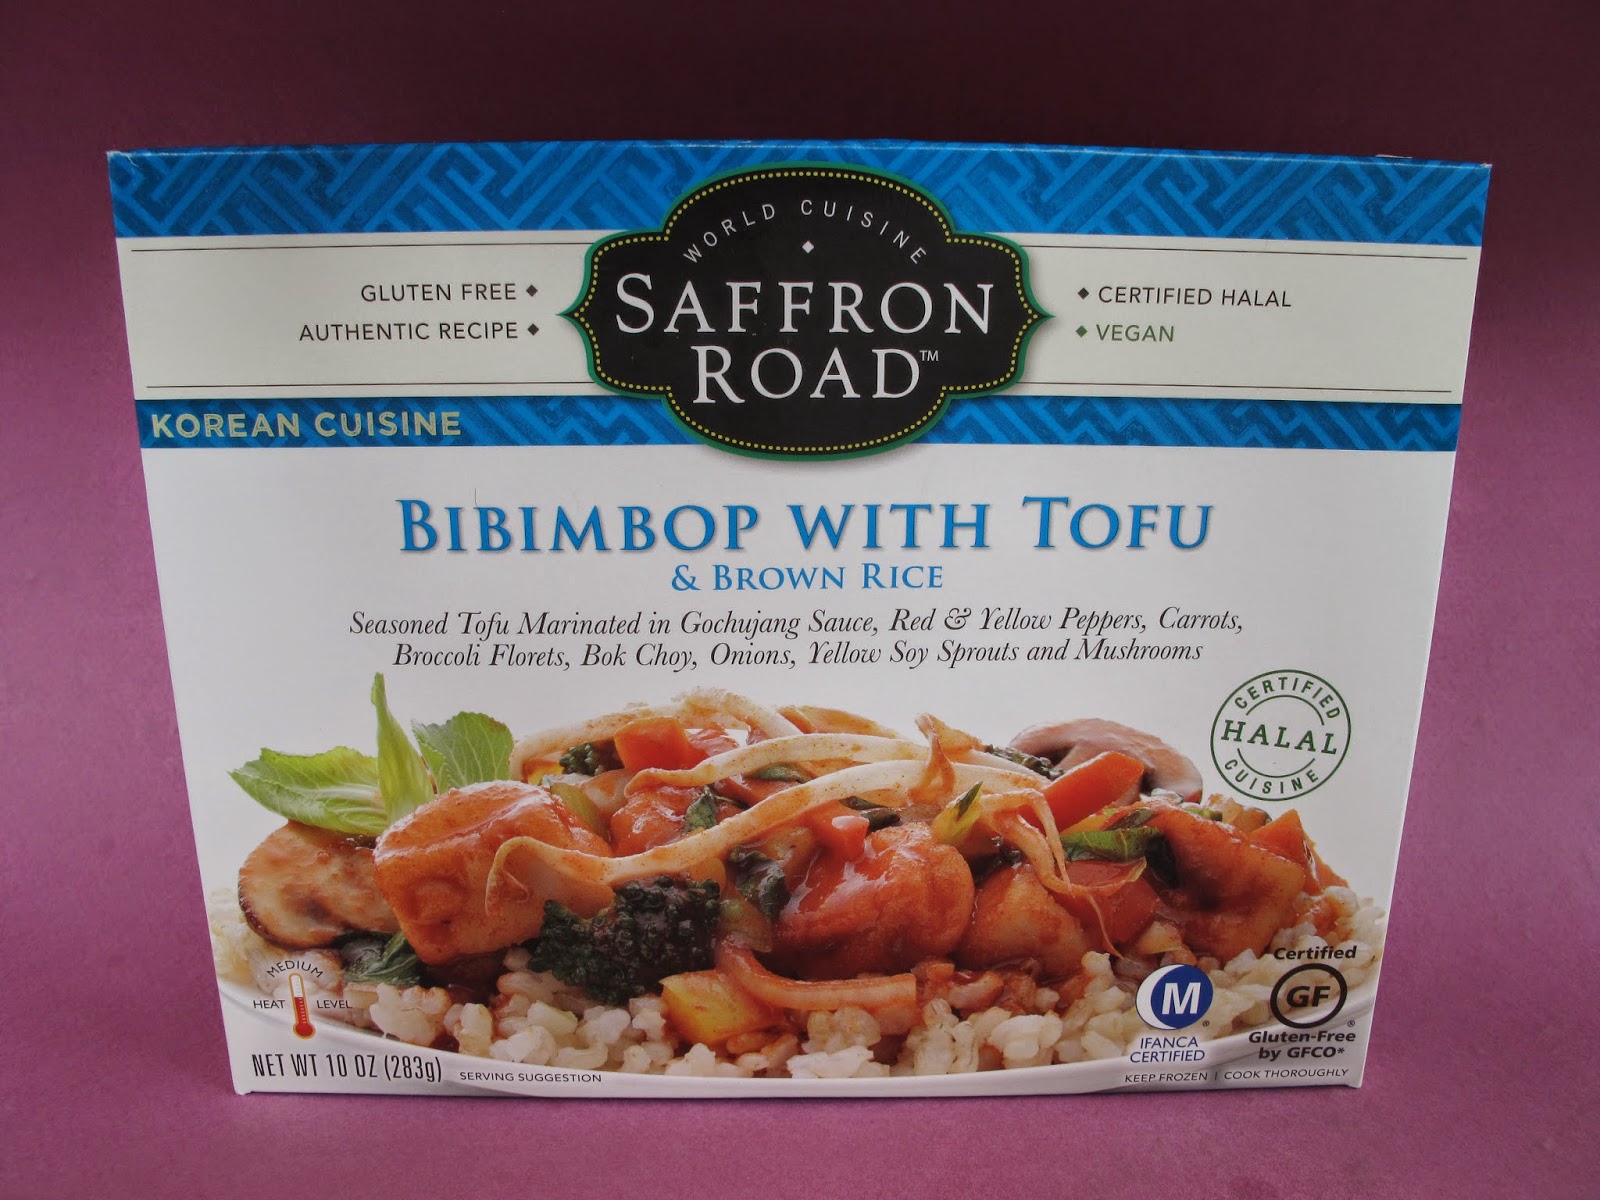 WORLD CUISINE
SAFFRON
ROAD™
GLUTEN FREE ◆
AUTHENTIC RECIPE ◆
◆ CERTIFIED HALAL
◆ VEGAN
KOREAN CUISINE
BIBIMBOP WITH TOFU
& BROWN RICE
Seasoned Tofu Marinated in Gochujang Sauce, Red & Yellow Peppers, Carrots,
Broccoli Florets, Bok Choy, Onions, Yellow Soy Sprouts and Mushrooms
CERTIFIED
HALAL
CUISINE
MEDIUM
HEAT LEVEL
NET WT 10 OZ (283g)
SERVING SUGGESTION
M®
IFANCA
CERTIFIED
Certified
GF®
Gluten-Free
by GFCO*
KEEP FROZEN | COOK THOROUGHLY